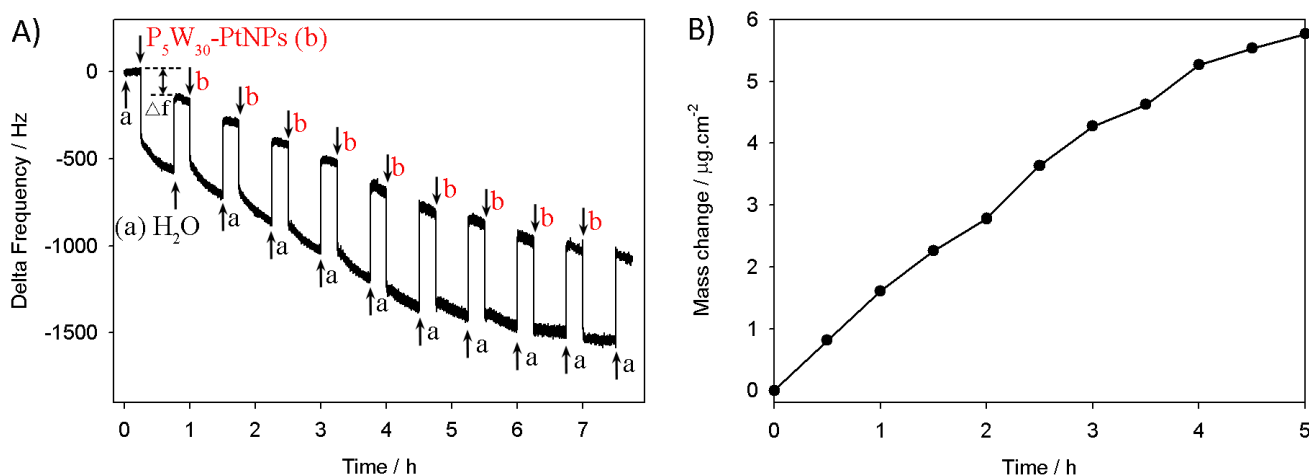 A)
P₅W₃₀-PtNPs (b)
0
-500
-1000
-1500
Delta Frequency / Hz
a
△f
b
b
b
b
b
b
b
b
b
(a) H₂O
a
a
a
a
a
a
a
a
a
0 1 2 3 4 5 6 7
Time / h
B)
6
5
4
3
2
1
0
Mass change / µg.cm⁻²
0 1 2 3 4 5
Time / h